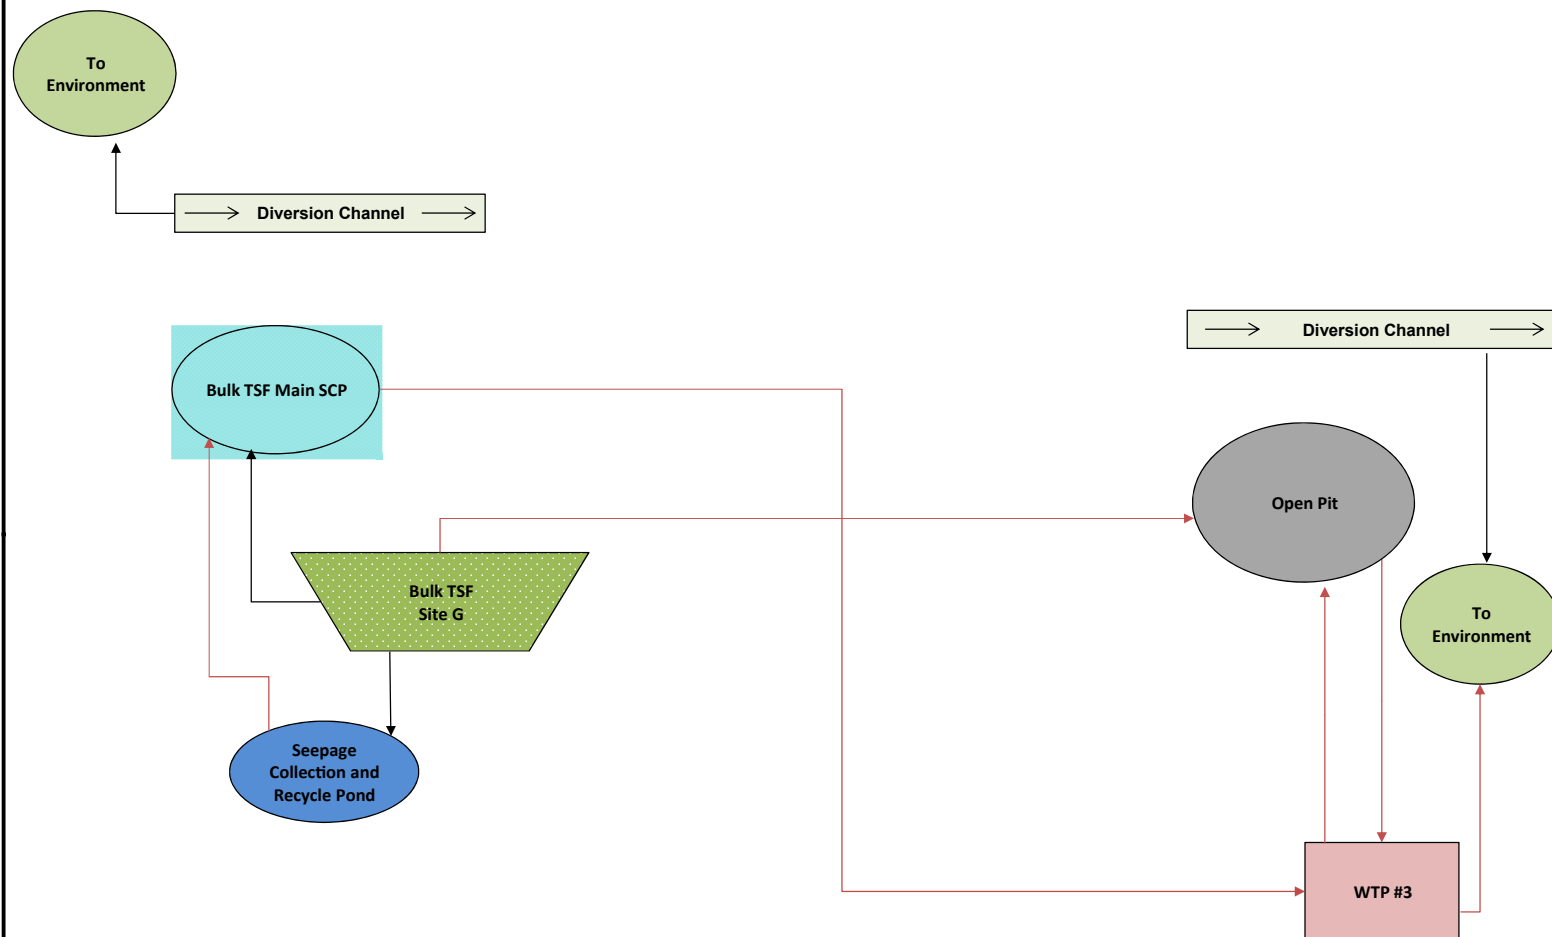 To
Environment
Diversion Channel
Diversion Channel
Bulk TSF Main SCP
Open Pit
Bulk TSF
Site G
To
Environment
Seepage
Collection and
Recycle Pond
WTP #3